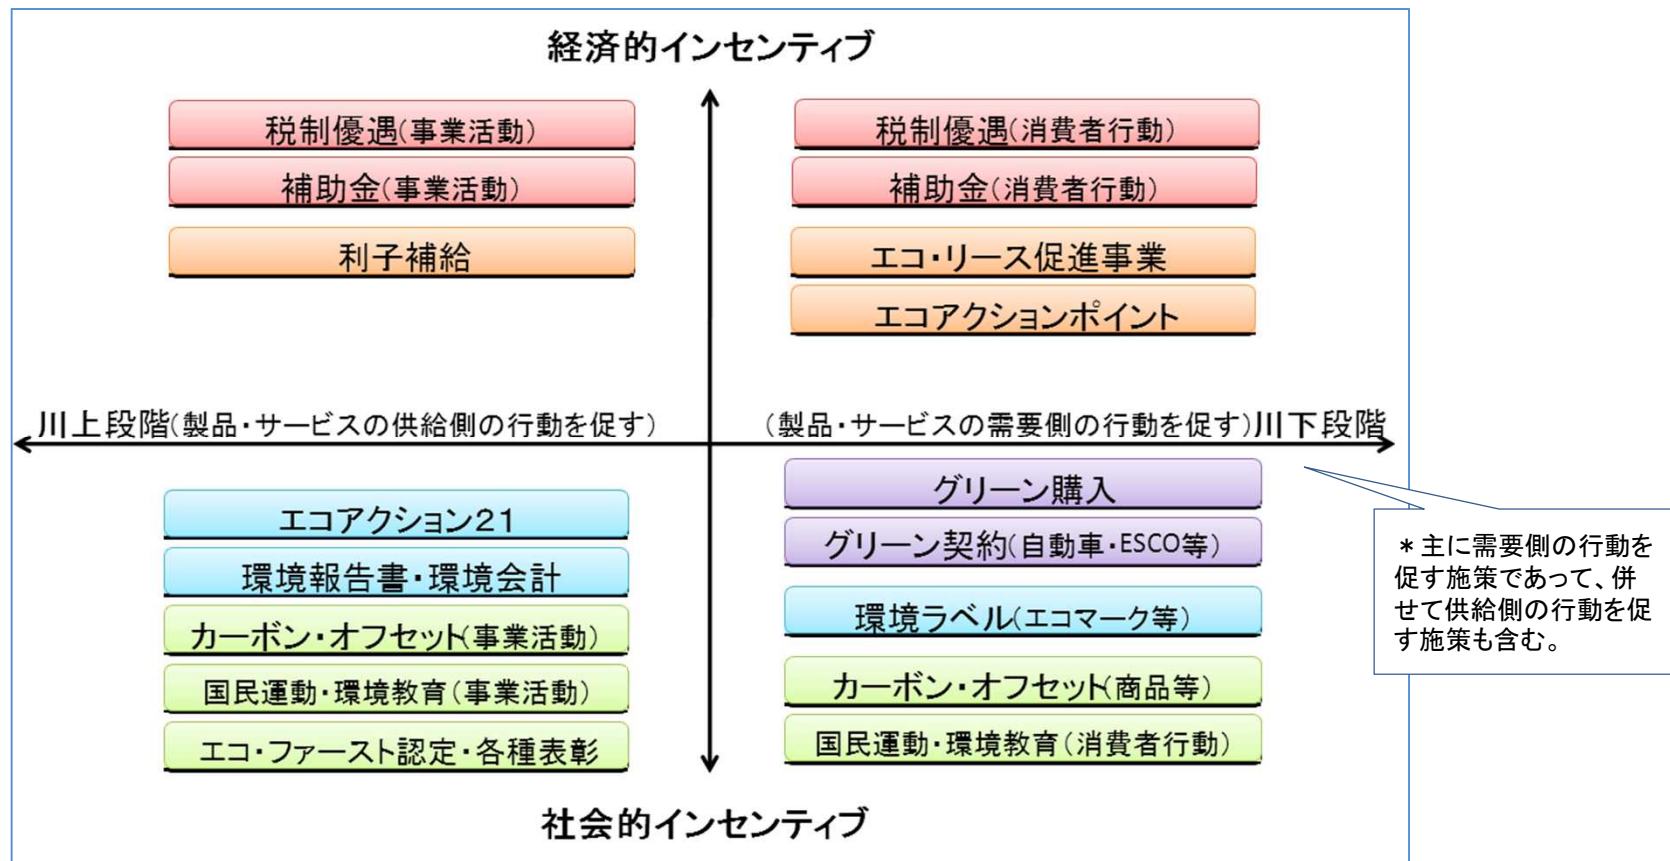 経済的インセンティブ
税制優遇(事業活動)
補助金(事業活動)
利子補給
税制優遇(消費者行動)
補助金(消費者行動)
エコ・リース促進事業
エコアクションポイント
川上段階(製品・サービスの供給側の行動を促す)
(製品・サービスの需要側の行動を促す)川下段階
エコアクション21
環境報告書・環境会計
カーボン・オフセット(事業活動)
国民運動・環境教育(事業活動)
エコ・ファースト認定・各種表彰
グリーン購入
グリーン契約(自動車・ESCO等)
環境ラベル(エコマーク等)
カーボン・オフセット(商品等)
国民運動・環境教育(消費者行動)
社会的インセンティブ
＊主に需要側の行動を
促す施策であって、併
せて供給側の行動を促
す施策も含む。